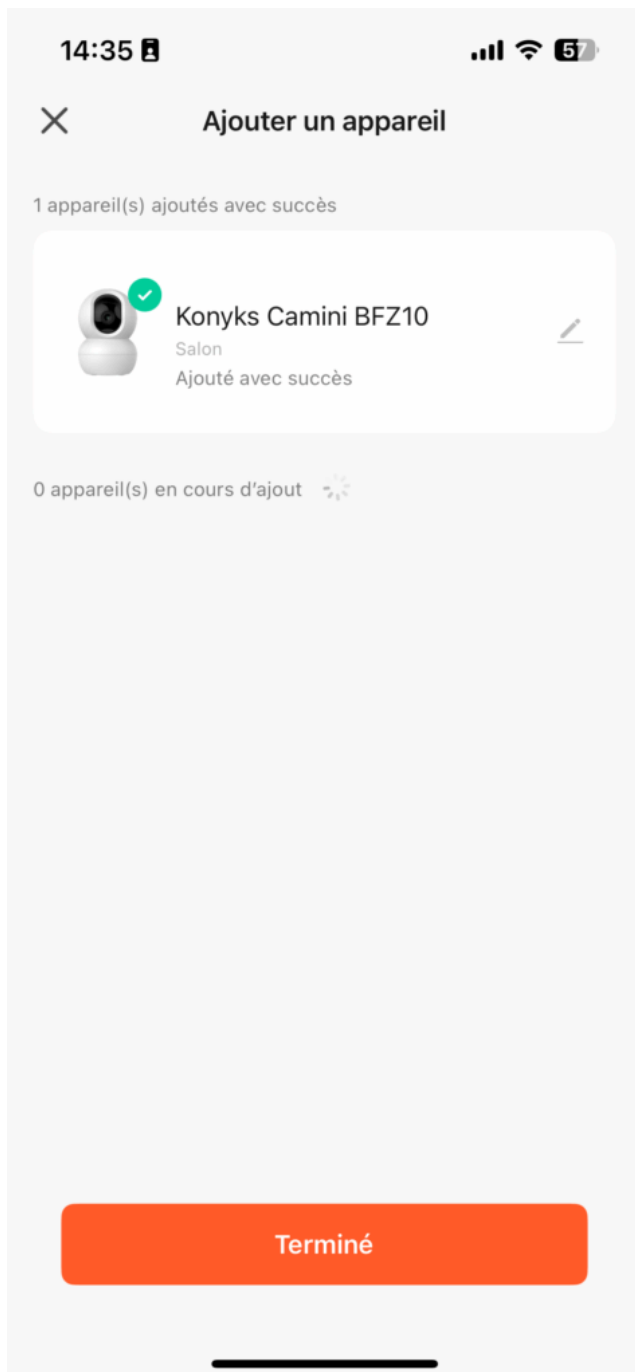 14:35
57
Ajouter un appareil
1 appareil(s) ajoutés avec succès
Konyks Camini BFZ10
Salon
Ajouté avec succès
0 appareil(s) en cours d’ajout
Terminé